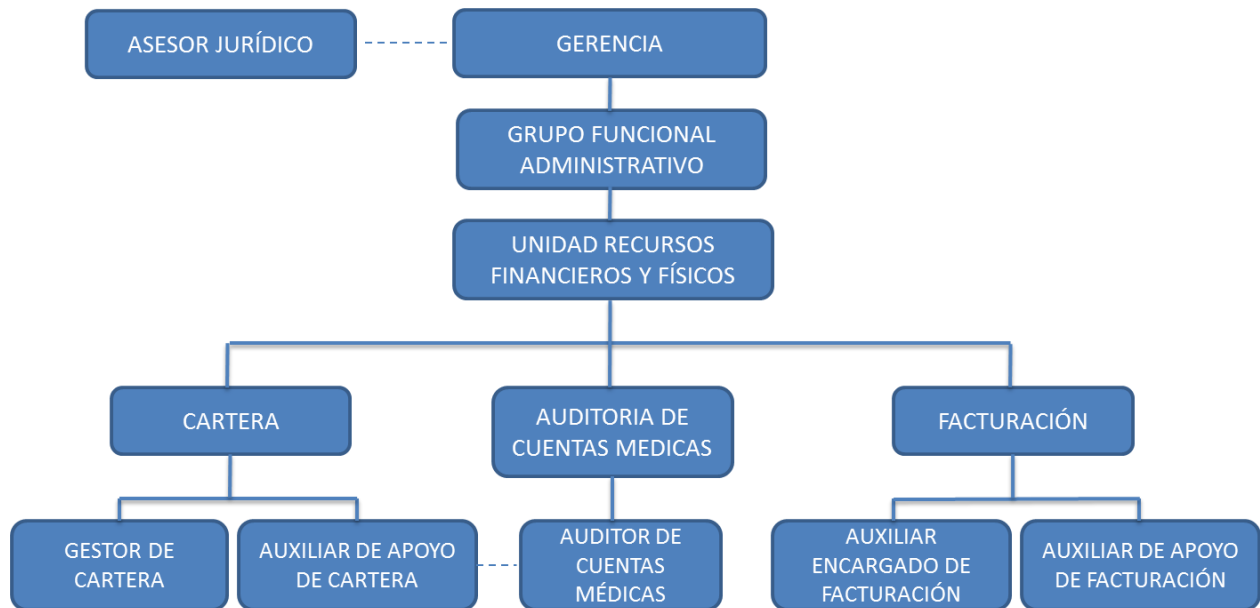 ASESOR JURÍDICO
GERENCIA
GRUPO FUNCIONAL
ADMINISTRATIVO
UNIDAD RECURSOS
FINANCIEROS Y FÍSICOS
CARTERA
AUDITORIA DE
CUENTAS MEDICAS
FACTURACIÓN
GESTOR DE
CARTERA
AUXILIAR DE APOYO
DE CARTERA
AUDITOR DE
CUENTAS
MÉDICAS
AUXILIAR
ENCARGADO DE
FACTURACIÓN
AUXILIAR DE APOYO
DE FACTURACIÓN